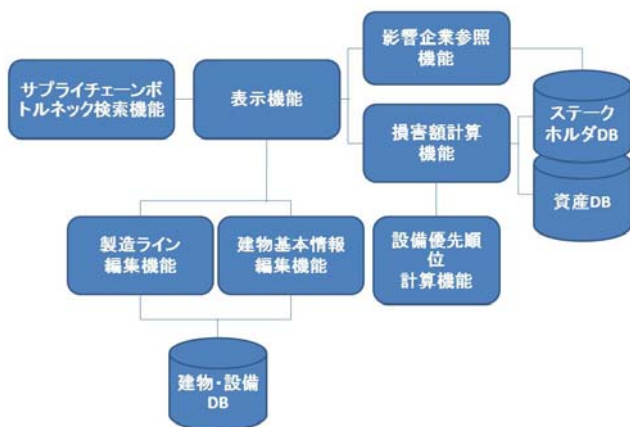 影響企業参照
機能
サプライチェーンボ
トルネック検索機能
表示機能
損害額計算
機能
ステーク
ホルダDB
資産DB
製造ライン
編集機能
建物基本情報
編集機能
設備優先順
位
計算機能
建物・設備
DB